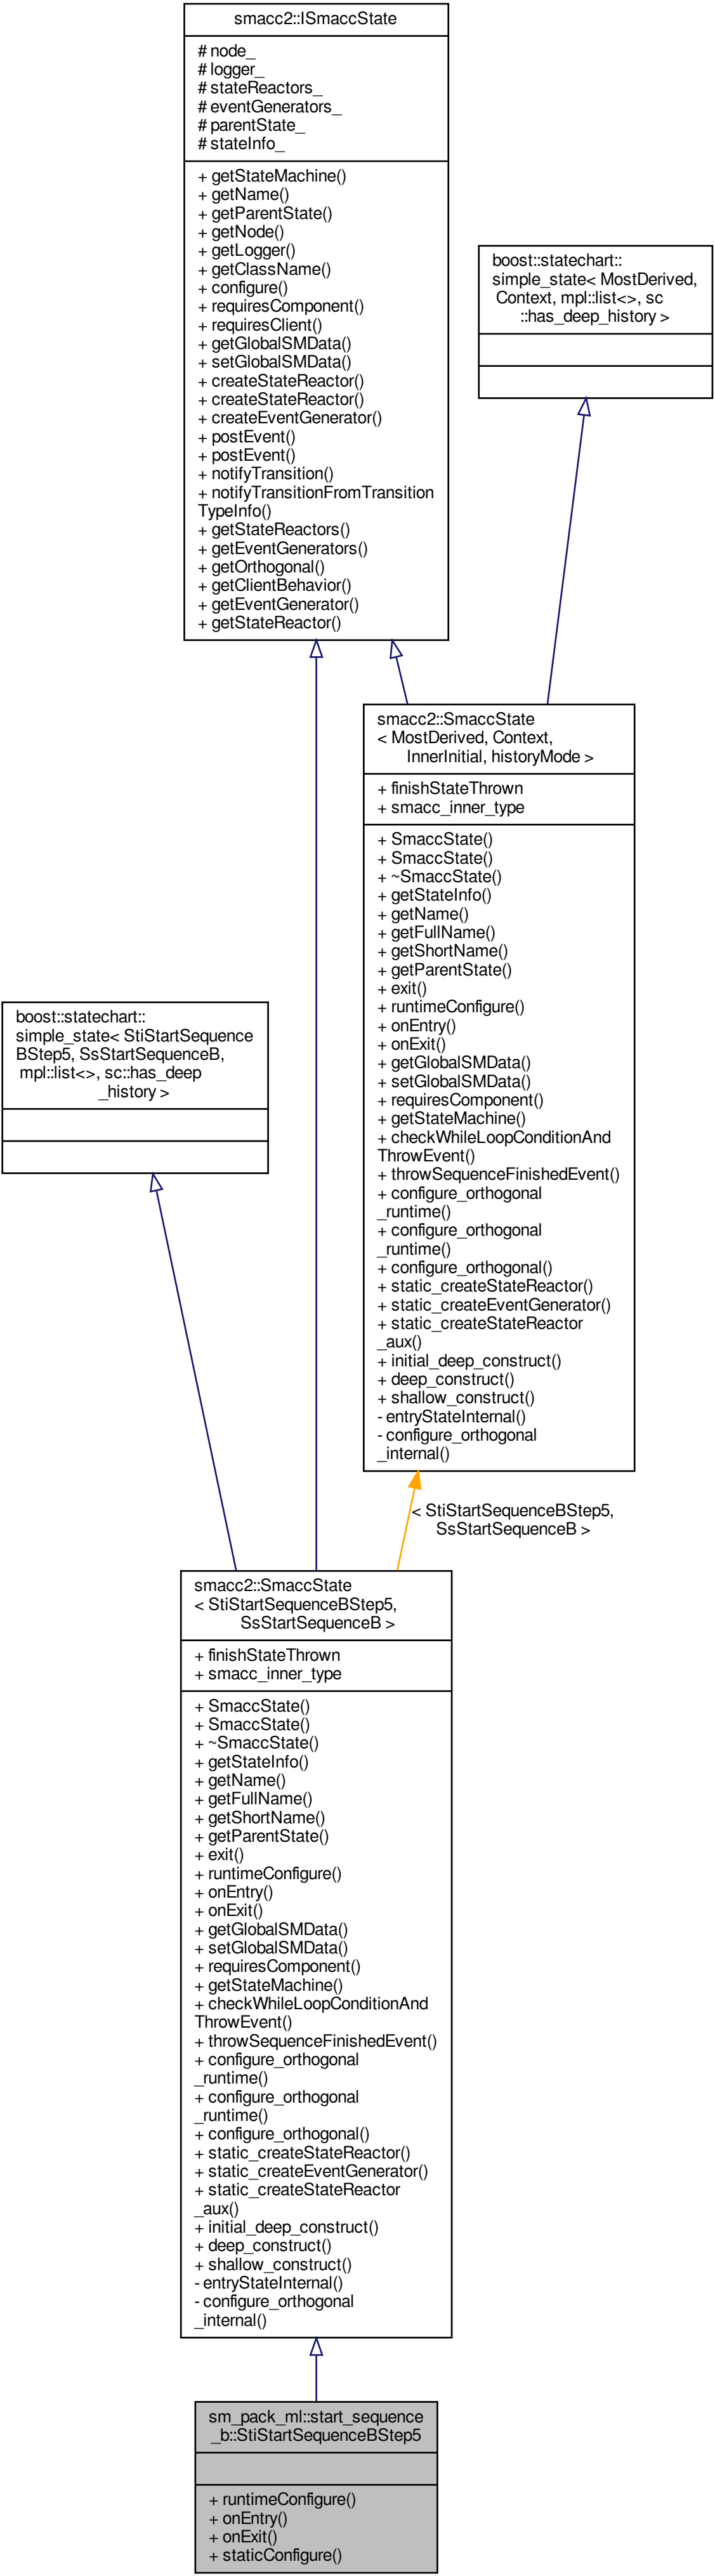 smacc2::ISmaccState
# node_
# logger_
# stateReactors_
# eventGenerators_
# parentState_
# stateInfo_
+ getStateMachine()
+ getName()
+ getParentState()
+ getNode()
+ getLogger()
+ getClassName()
+ configure()
+ requiresComponent()
+ requiresClient()
+ getGlobalSMData()
+ setGlobalSMData()
+ createStateReactor()
+ createStateReactor()
+ createEventGenerator()
+ postEvent()
+ postEvent()
+ notifyTransition()
+ notifyTransitionFromTransition
TypeInfo()
+ getStateReactors()
+ getEventGenerators()
+ getOrthogonal()
+ getClientBehavior()
+ getEventGenerator()
+ getStateReactor()
boost::statechart::
simple_state< MostDerived,
Context, mpl::list<>, sc
::has_deep_history >
smacc2::SmaccState
< MostDerived, Context,
InnerInitial, historyMode >
+ finishStateThrown
+ smacc_inner_type
+ SmaccState()
+ SmaccState()
+ ~SmaccState()
+ getStateInfo()
+ getName()
+ getFullName()
+ getShortName()
+ getParentState()
+ exit()
+ runtimeConfigure()
+ onEntry()
+ onExit()
+ getGlobalSMData()
+ setGlobalSMData()
+ requiresComponent()
+ getStateMachine()
+ checkWhileLoopConditionAnd
ThrowEvent()
+ throwSequenceFinishedEvent()
+ configure_orthogonal
_runtime()
+ configure_orthogonal
_runtime()
+ configure_orthogonal()
+ static_createStateReactor()
+ static_createEventGenerator()
+ static_createStateReactor
_aux()
+ initial_deep_construct()
+ deep_construct()
+ shallow_construct()
- entryStateInternal()
- configure_orthogonal
_internal()
boost::statechart::
simple_state< StiStartSequence
BStep5, SsStartSequenceB,
mpl::list<>, sc::has_deep
_history >
< StiStartSequenceBStep5,
SsStartSequenceB >
smacc2::SmaccState
< StiStartSequenceBStep5,
SsStartSequenceB >
+ finishStateThrown
+ smacc_inner_type
+ SmaccState()
+ SmaccState()
+ ~SmaccState()
+ getStateInfo()
+ getName()
+ getFullName()
+ getShortName()
+ getParentState()
+ exit()
+ runtimeConfigure()
+ onEntry()
+ onExit()
+ getGlobalSMData()
+ setGlobalSMData()
+ requiresComponent()
+ getStateMachine()
+ checkWhileLoopConditionAnd
ThrowEvent()
+ throwSequenceFinishedEvent()
+ configure_orthogonal
_runtime()
+ configure_orthogonal
_runtime()
+ configure_orthogonal()
+ static_createStateReactor()
+ static_createEventGenerator()
+ static_createStateReactor
_aux()
+ initial_deep_construct()
+ deep_construct()
+ shallow_construct()
- entryStateInternal()
- configure_orthogonal
_internal()
sm_pack_ml::start_sequence
_b::StiStartSequenceBStep5
+ runtimeConfigure()
+ onEntry()
+ onExit()
+ staticConfigure()